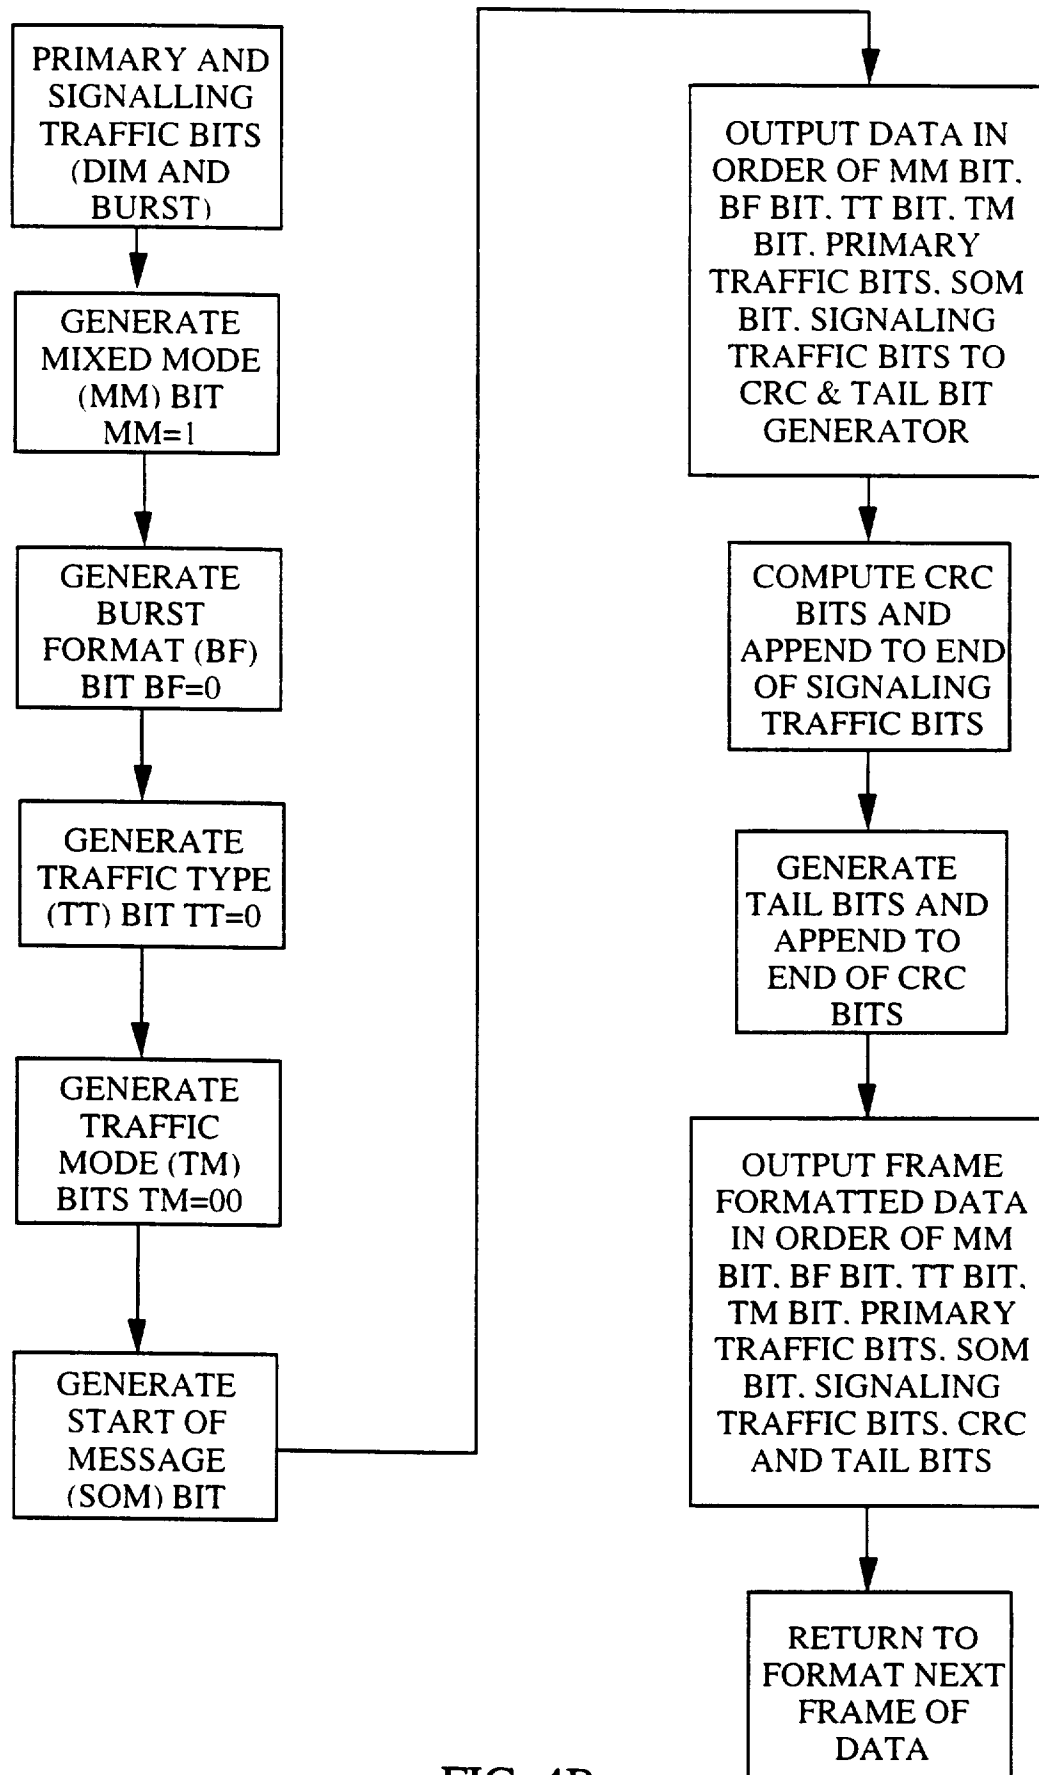 PRIMARY AND
SIGNALLING
TRAFFIC BITS
(DIM AND
BURST)
GENERATE
MIXED MODE
(MM) BIT
MM=1
GENERATE
BURST
FORMAT (BF)
BIT BF=0
GENERATE
TRAFFIC TYPE
(TT) BIT TT=0
GENERATE
TRAFFIC
MODE (TM)
BITS TM=00
GENERATE
START OF
MESSAGE
(SOM) BIT
OUTPUT DATA IN
ORDER OF MM BIT,
BF BIT, TT BIT, TM
BIT, PRIMARY
TRAFFIC BITS, SOM
BIT, SIGNALING
TRAFFIC BITS TO
CRC & TAIL BIT
GENERATOR
COMPUTE CRC
BITS AND
APPEND TO END
OF SIGNALING
TRAFFIC BITS
GENERATE
TAIL BITS AND
APPEND TO
END OF CRC
BITS
OUTPUT FRAME
FORMATTED DATA
IN ORDER OF MM
BIT, BF BIT, TT BIT,
TM BIT, PRIMARY
TRAFFIC BITS, SOM
BIT, SIGNALING
TRAFFIC BITS, CRC
AND TAIL BITS
RETURN TO
FORMAT NEXT
FRAME OF
DATA